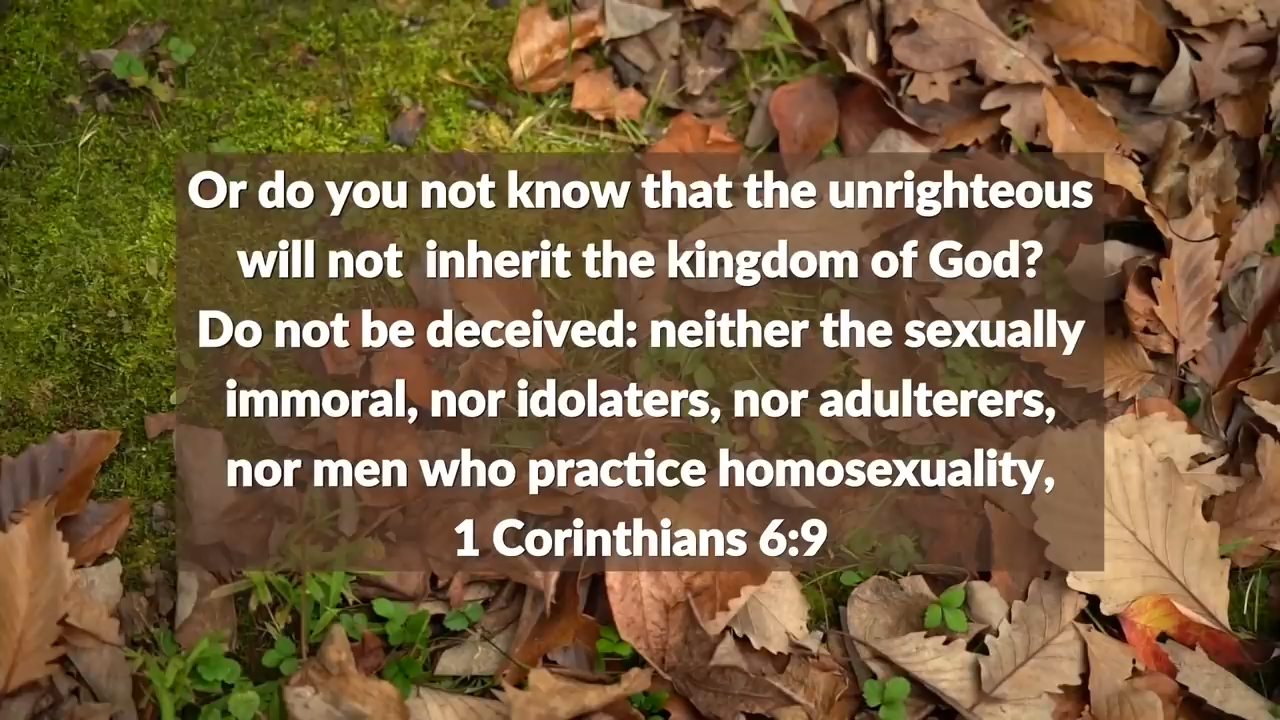 Or do you not know that the unrighteous
will not  inherit the kingdom of God?
Do not be deceived: neither the sexually
immoral, nor idolaters, nor adulterers,
nor men who practice homosexuality,
1 Corinthians 6:9